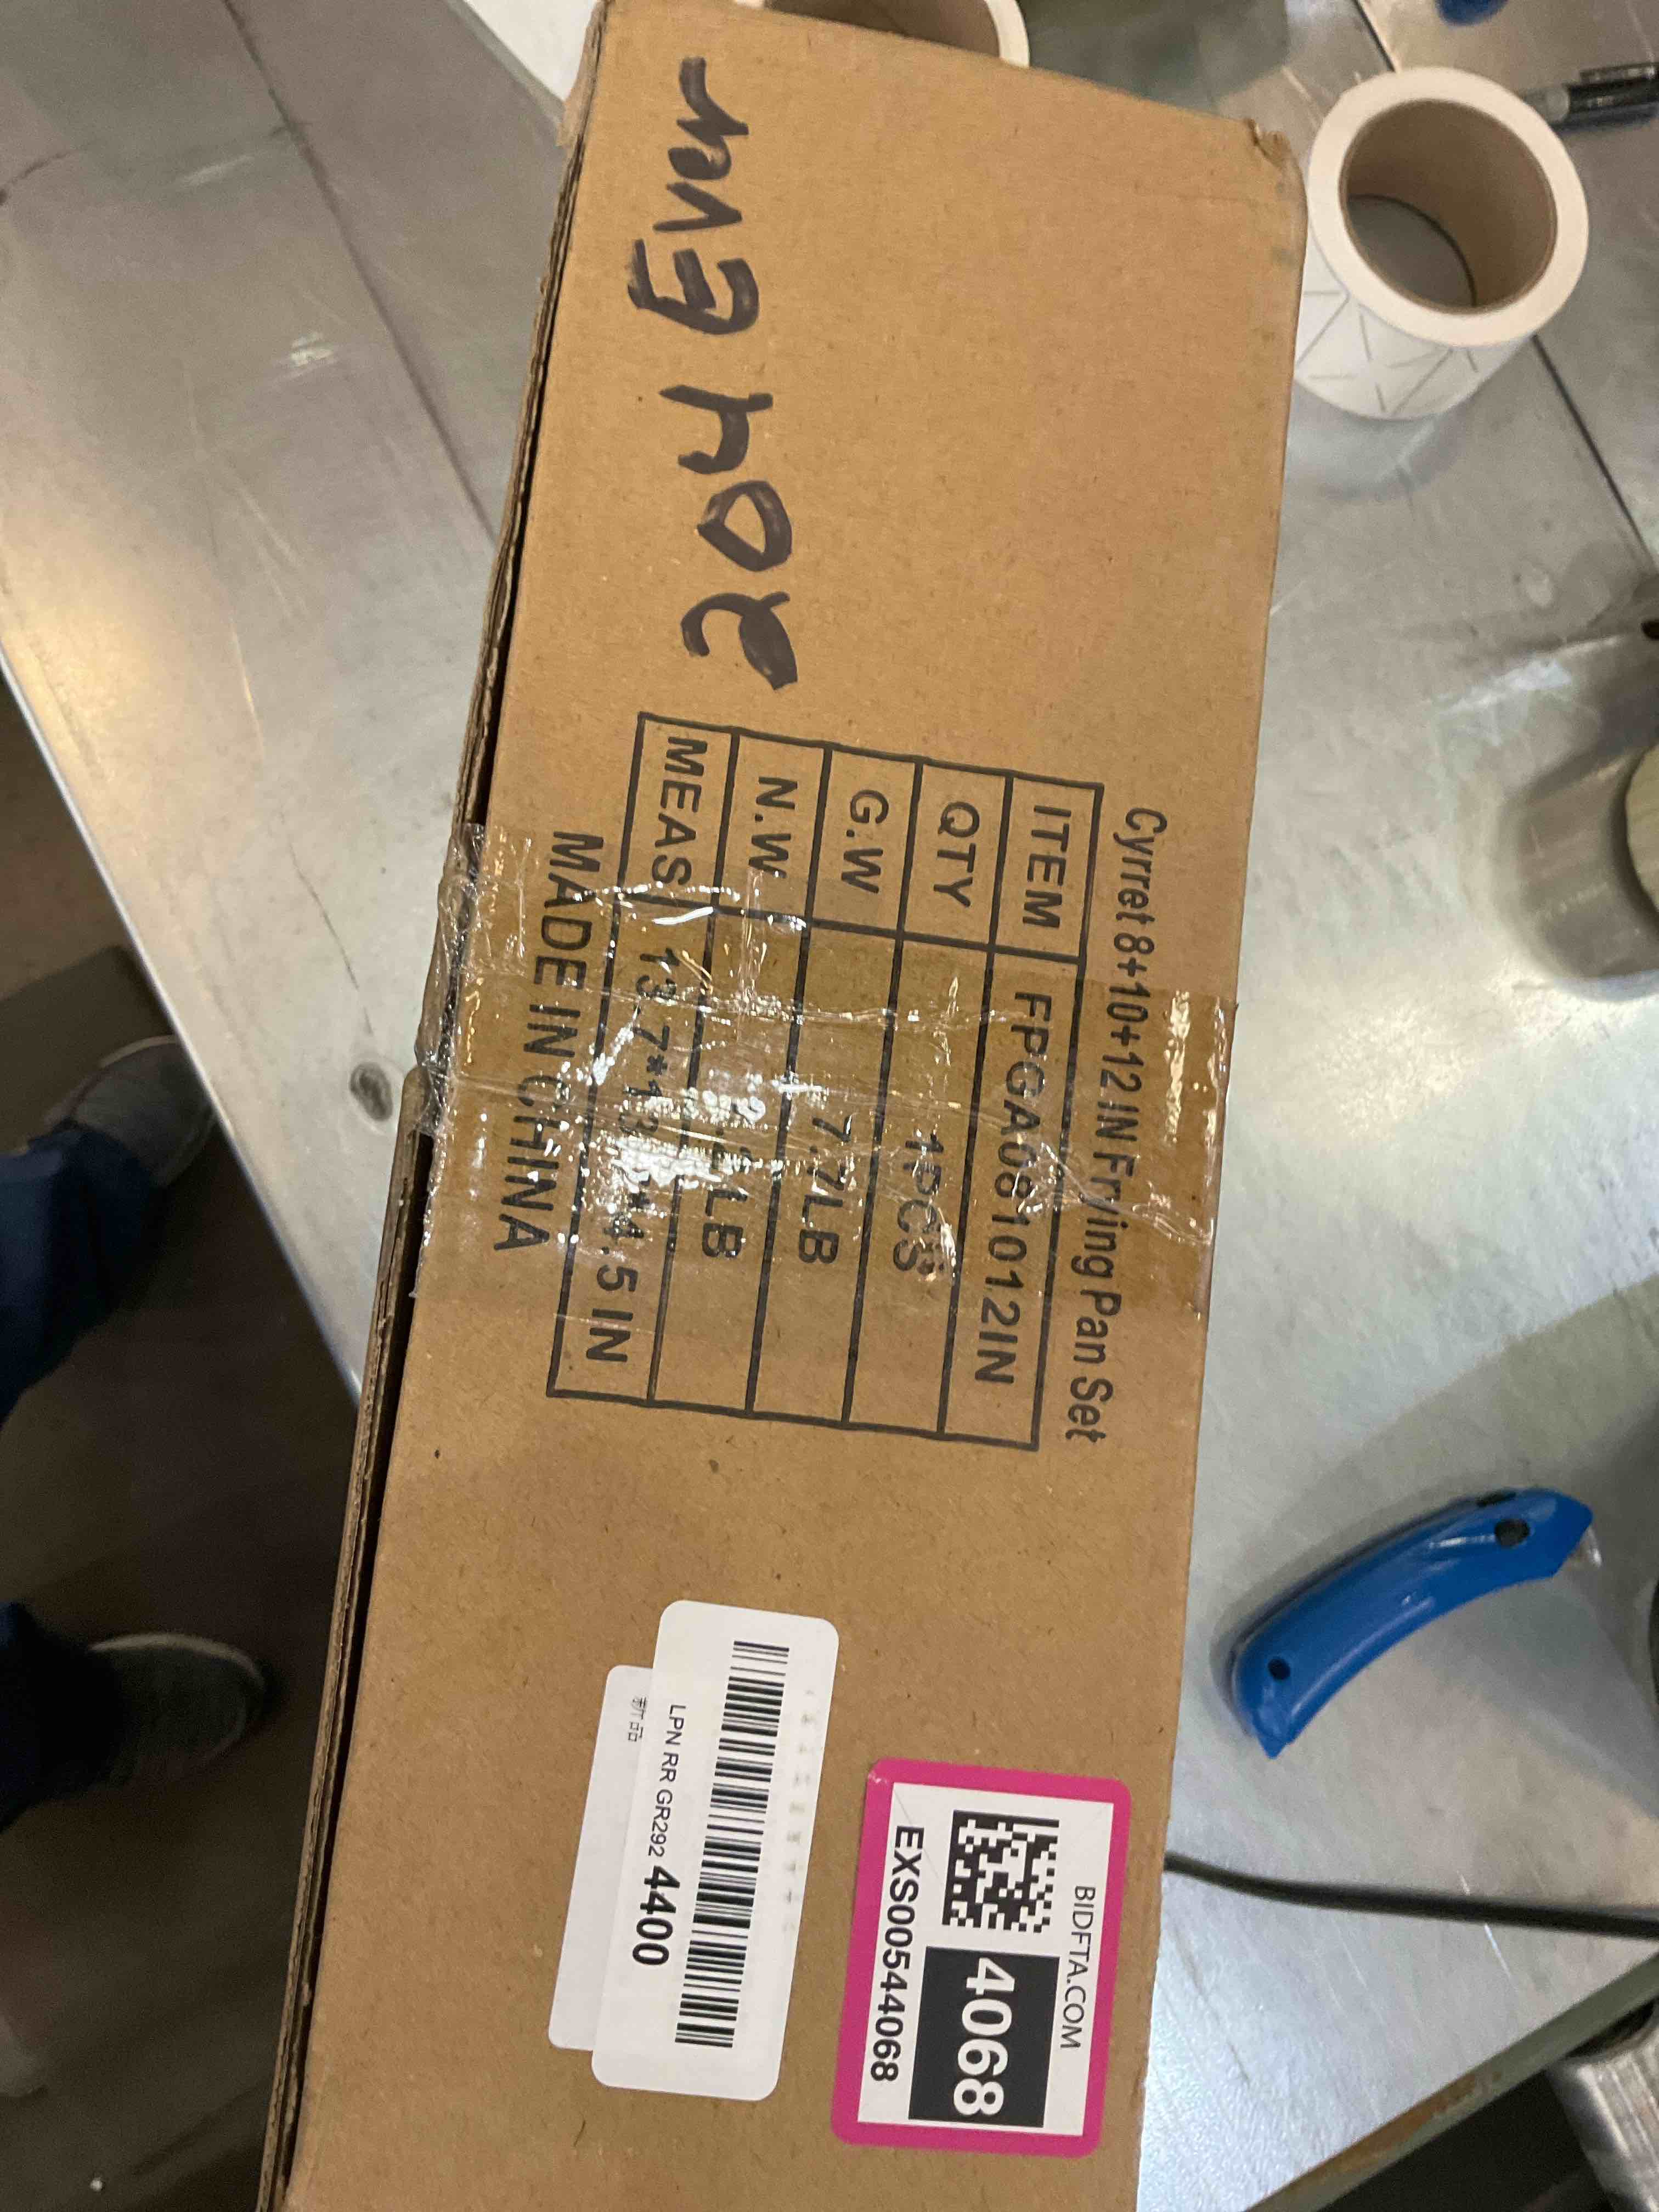 Cyrret 8+10+12 IN Frying Pan Set
ITEM FPGA081012IN
QTY 1PCS
G.W 7.7LB
N.W LB
MEAS 13.7*13. *4.5 IN
MADE IN CHINA
BIDFTA.COM
4068
EXS00544068
LPN RR GR292 4400
新品